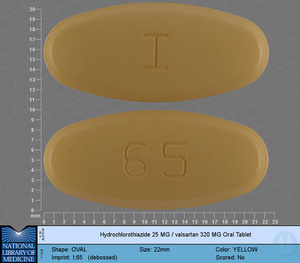 I
65
mm
Hydrochlorothiazide 25 MG / valsartan 320 MG Oral Tablet
Shape: OVAL Size: 22mm Color: YELLOW
Imprint: I;65 (debossed) Scored: No
NATIONAL
LIBRARY OF
MEDICINE